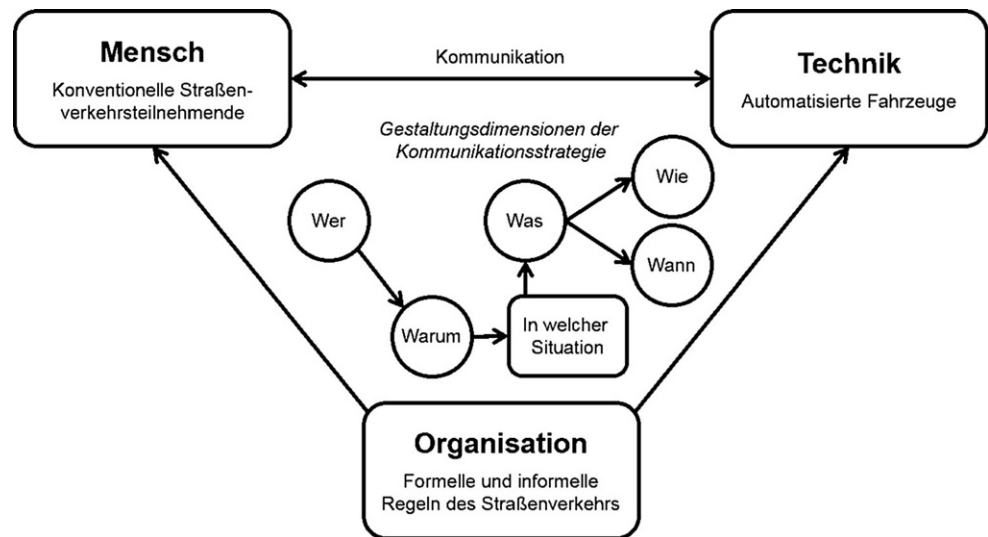 Mensch
Konventionelle Straßen-
verkehrsteilnehmende
Kommunikation
Technik
Automatisierte Fahrzeuge
Gestaltungsdimensionen der
Kommunikationsstrategie
Wer
Was
Wie
Wann
Warum
In welcher
Situation
Organisation
Formelle und informelle
Regeln des Straßenverkehrs